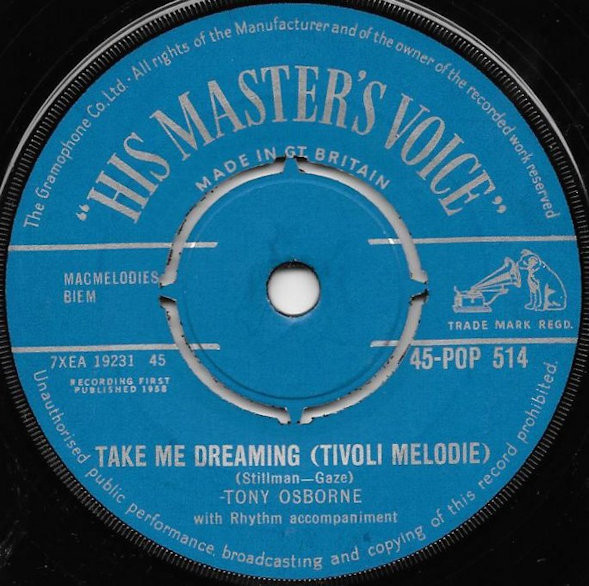 The Gramophone Co. Ltd. All rights of the Manufacturer and of the owner of the recorded work reserved
"HIS MASTER'S VOICE"
MADE IN GT BRITAIN
MACMELODIES
BIEM
TRADE MARK REGD.
7XEA 19231 45
45-POP 514
RECORDING FIRST
PUBLISHED 1958
TAKE ME DREAMING (TIVOLI MELODIE)
(Stillman—Gaze)
-TONY OSBORNE
with Rhythm accompaniment
Unauthorised public performance, broadcasting and copying of this record prohibited.